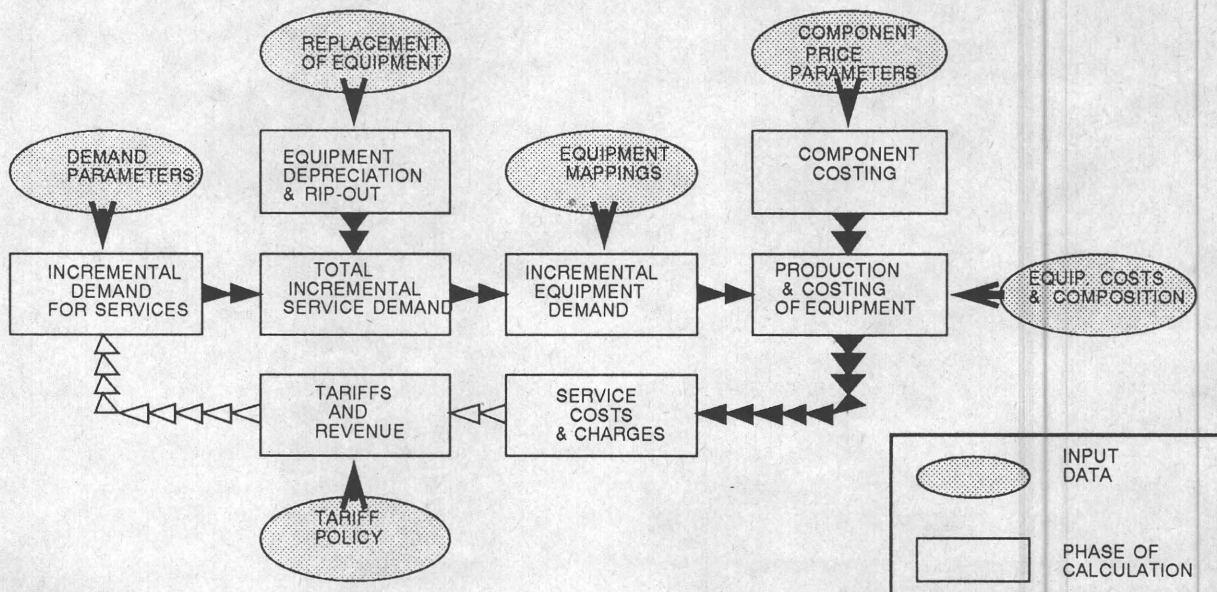 REPLACEMENT
OF EQUIPMENT
COMPONENT
PRICE
PARAMETERS
DEMAND
PARAMETERS
EQUIPMENT
DEPRECIATION
& RIP-OUT
EQUIPMENT
MAPPINGS
COMPONENT
COSTING
INCREMENTAL
DEMAND
FOR SERVICES
TOTAL
INCREMENTAL
SERVICE DEMAND
INCREMENTAL
EQUIPMENT
DEMAND
PRODUCTION
& COSTING
OF EQUIPMENT
EQUIP. COSTS
& COMPOSITION
TARIFFS
AND
REVENUE
SERVICE
COSTS
& CHARGES
TARIFF
POLICY
INPUT
DATA
PHASE OF
CALCULATION